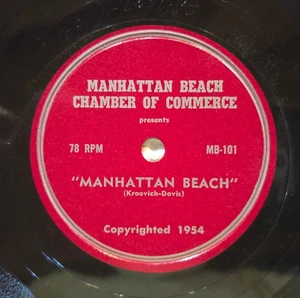 MANHATTAN BEACH
CHAMBER OF COMMERCE
presents
78 RPM MB-101
"MANHATTAN BEACH"
(Kroovich-Davis)
Copyrighted 1954